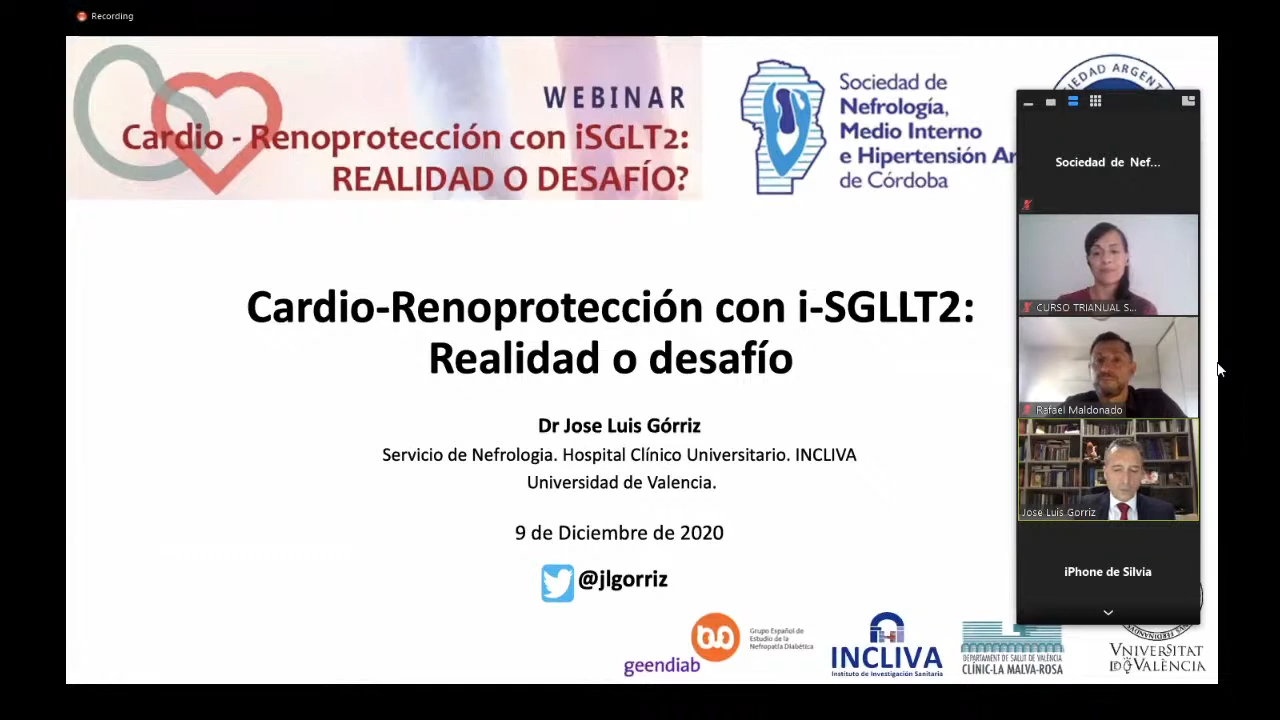 Recording
WEBINAR
Cardio - Renoprotección con iSGLT2:
REALIDAD O DESAFÍO?
Sociedad de
Nefrología,
Medio Interno
e Hipertensión Ar
de Córdoba
IEDAD ARGEN
Cardio-Renoprotección con i-SGLLT2:
Realidad o desafío
Dr Jose Luis Górriz
Servicio de Nefrologia. Hospital Clínico Universitario. INCLIVA
Universidad de Valencia.
9 de Diciembre de 2020
@jlgorriz
Sociedad de Nef...
CURSO TRIANUAL S...
Rafael Maldonado
Jose Luis Gorriz
iPhone de Silvia
geendiab
Grupo Español de
Estudio de la
Nefropatía Diabética
INCLIVA
Instituto de Investigación Sanitaria
DEPARTAMENT DE SALUT DE VALÈNCIA
CLÍNIC-LA MALVA-ROSA
VNIVERSITAT
ID VALÈNCIA